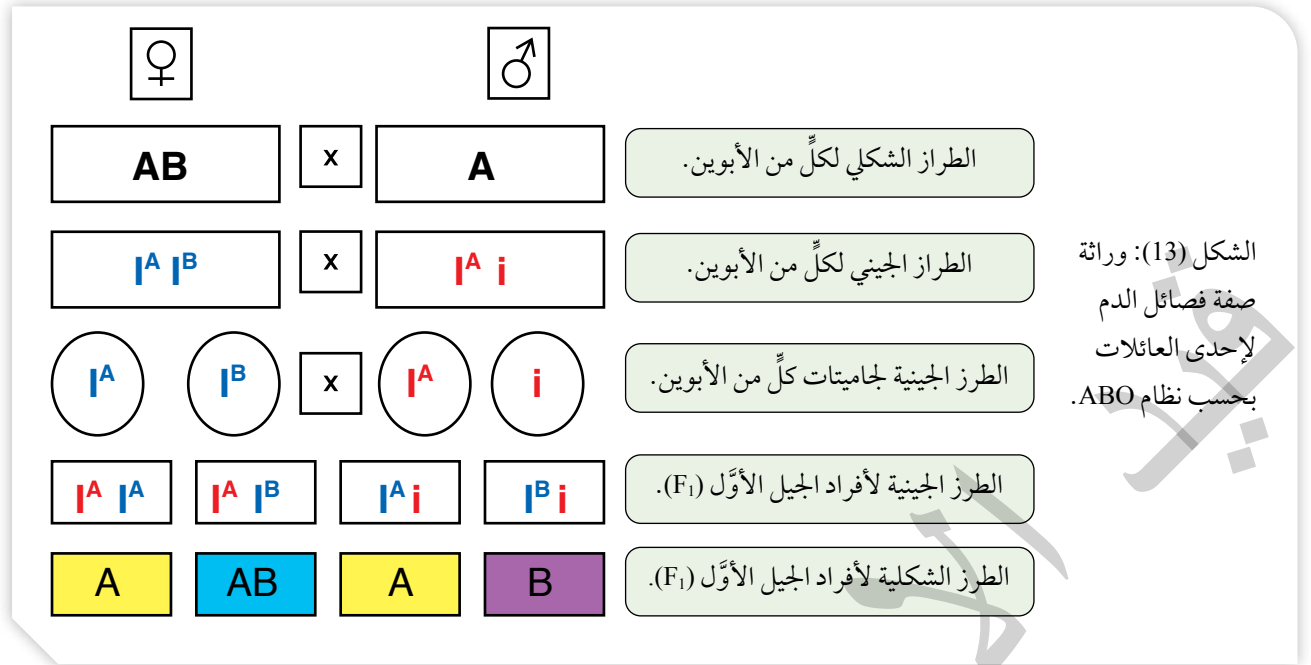 ♀ ♂
AB x A الطراز الشكلي لكلٍّ من الأبوين.
Iᴬ Iᴮ x Iᴬ i الطراز الجيني لكلٍّ من الأبوين.
Iᴬ Iᴮ x Iᴬ i الطرز الجينية لجاميتات كلٍّ من الأبوين.
Iᴬ Iᴬ Iᴬ Iᴮ Iᴬ i Iᴮ i الطرز الجينية لأفراد الجيل الأوَّل (F₁).
A AB A B الطرز الشكلية لأفراد الجيل الأوَّل (F₁).
الشكل (13): وراثة
صفة فصائل الدم
لإحدى العائلات
بحسب نظام ABO.